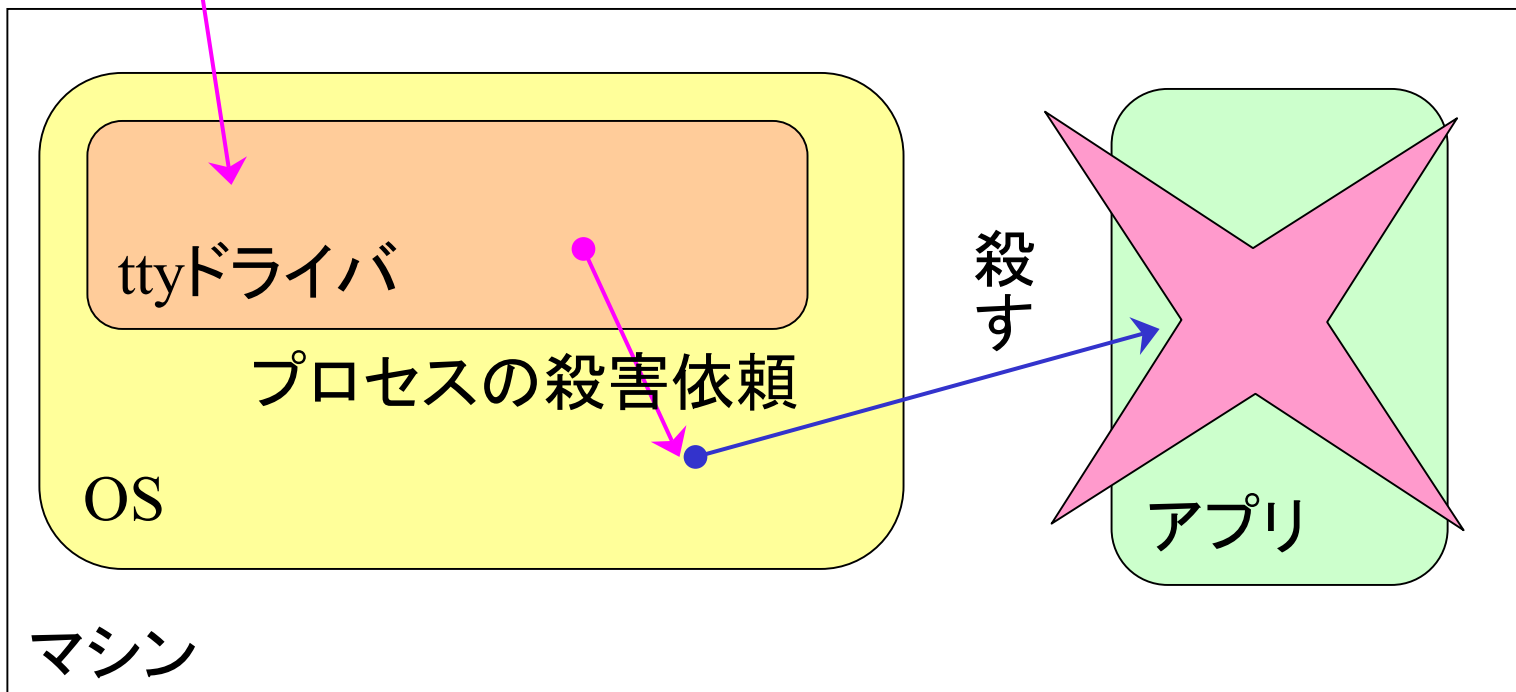 ttyドライバ
プロセスの殺害依頼
OS
殺す
アプリ
マシン